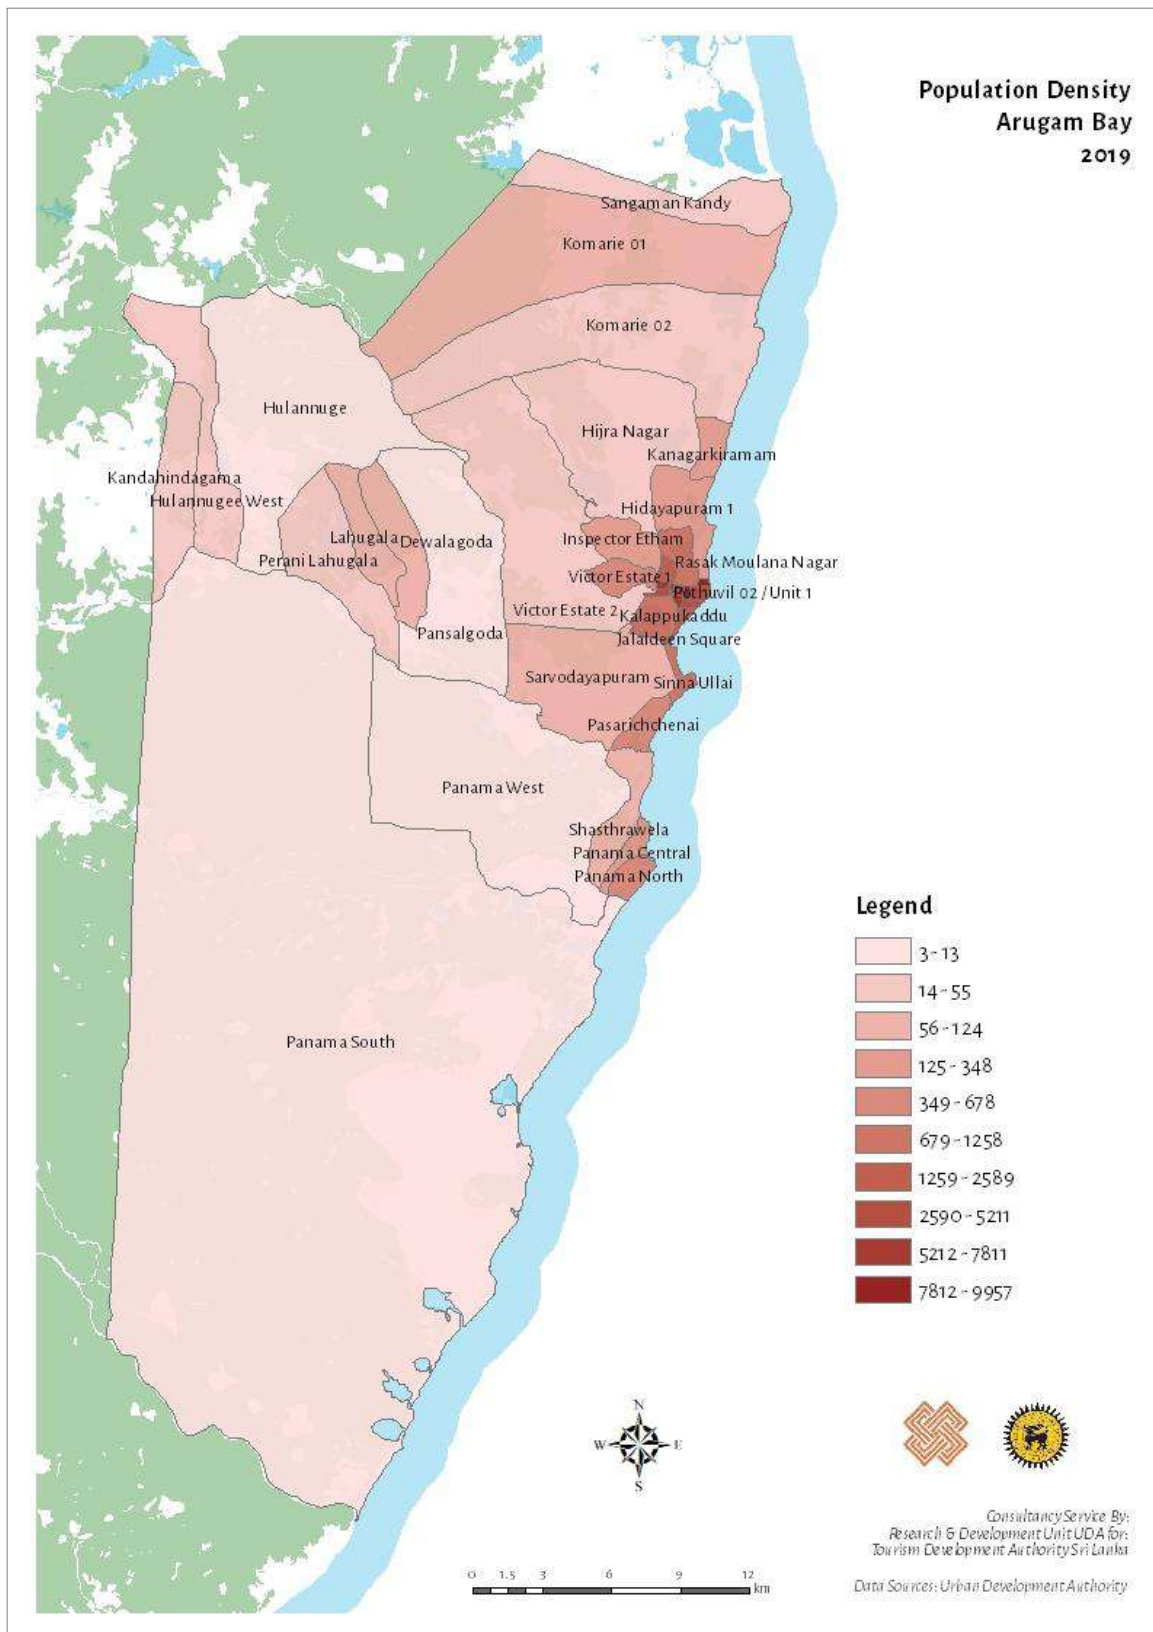 Population Density
Arugam Bay
2019
Sangaman Kandy
Komarie 01
Komarie 02
Hulannuge
Hijra Nagar
Kanagarkiramam
Kandahindagama
Hulannugee West
Hidayapuram 1
Lahugala
Dewalagoda
Inspector Etham
Perani Lahugala
Rasak Moulana Nagar
Victor Estate 1
Pothuvil 02 / Unit 1
Victor Estate 2
Kalappukaddu
Pansalgoda
Jalaldeen Square
Sarvodayapuram
Sinna Ullai
Pasarichchenai
Panama West
Shasthrawela
Panama Central
Panama North
Panama South
Legend
3 - 13
14 - 55
56 - 124
125 - 348
349 - 678
679 - 1258
1259 - 2589
2590 - 5211
5212 - 7811
7812 - 9957
N
W E
S
Consultancy Service By:
Research & Development Unit UDA for:
Tourism Development Authority Sri Lanka
Data Sources: Urban Development Authority
0 1.5 3 6 9 12
km